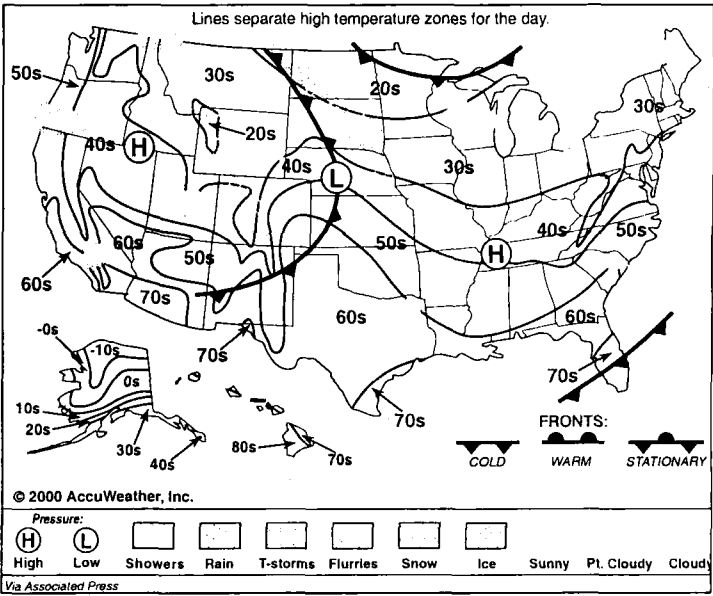 Lines separate high temperature zones for the day.
50s
30s
20s
30s
20s
40s
H
40s
30s
L
60s
50s
50s
40s
50s
H
60s
70s
60s
60s
70s
70s
70s
-0s
-10s
0s
10s
20s
30s
40s
80s
70s
FRONTS:
COLD WARM STATIONARY
© 2000 AccuWeather, Inc.
Pressure:
H L
High Low Showers Rain T-storms Flurries Snow Ice Sunny Pt. Cloudy Cloudy
Via Associated Press